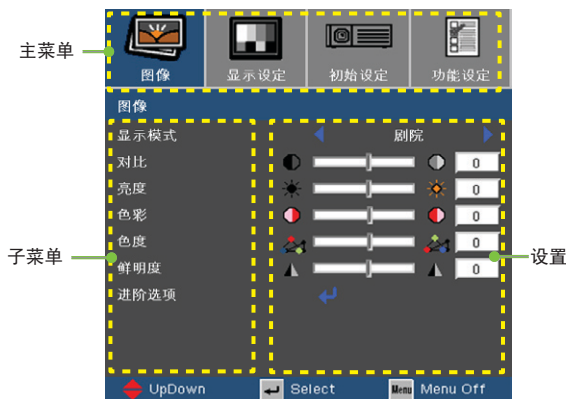 主菜单
图像 显示设定 初始设定 功能设定
图像
显示模式 剧院
对比 0
亮度 0
色彩 0
色度 0
子菜单
设置
鲜明度 0
进阶选项
UpDown Select Menu Menu Off